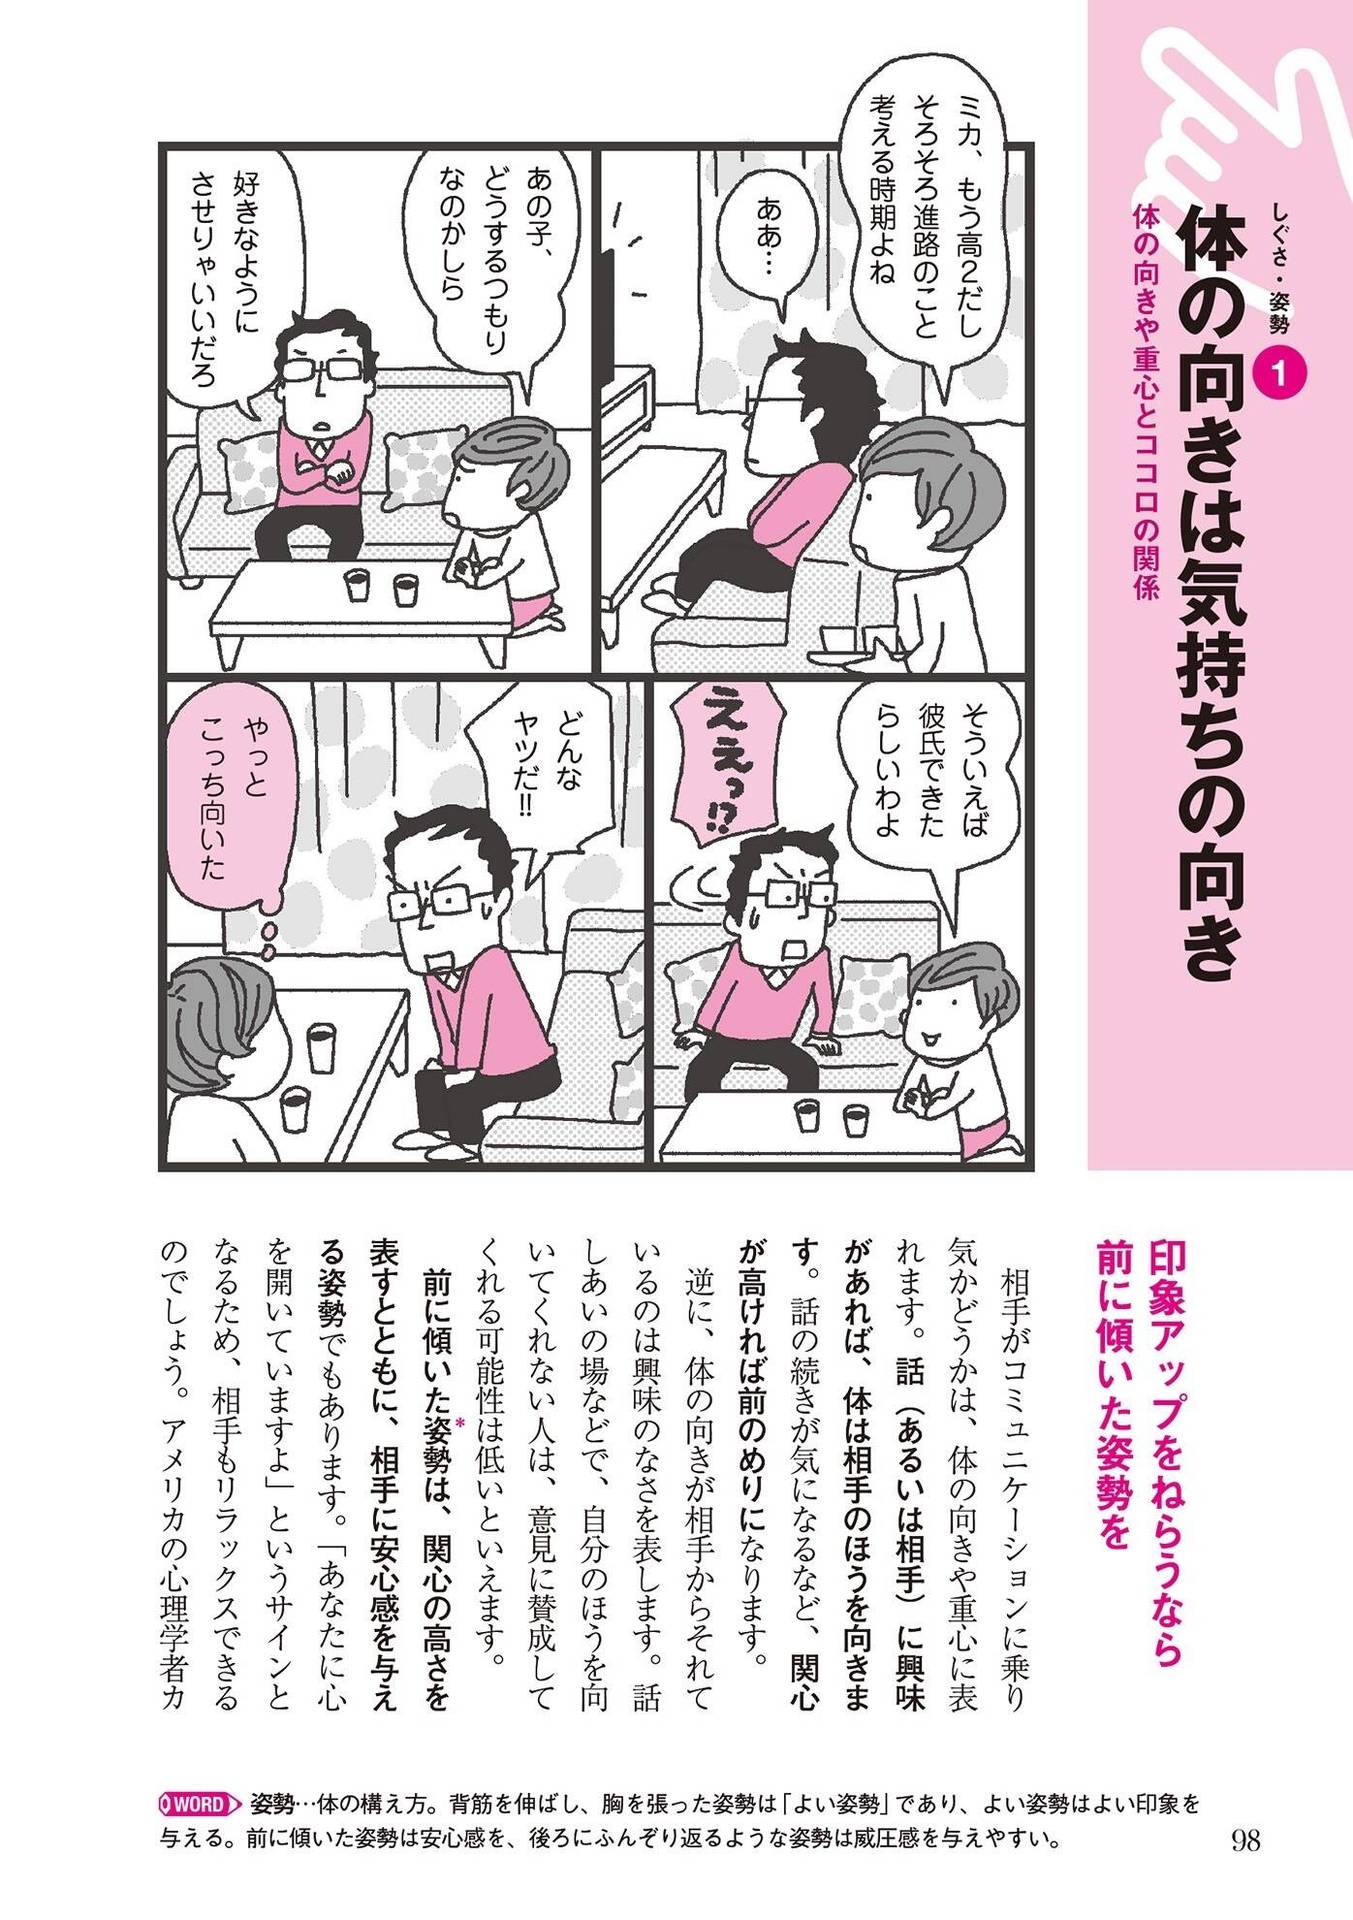 しぐさ・姿勢
1
体の向きは気持ちの向き
体の向きや重心とココロの関係
ミカ、もう高2だし
そろそろ進路のこと
考える時期よね
ああ…
あの子、
どうするつもり
なのかしら
好きなように
させりゃいいだろ
そういえば
彼氏できた
らしいわよ
ええっ!?
どんな
ヤツだ!!
やっと
こっち向いた
印象アップをねらうなら
前に傾いた姿勢を
相手がコミュニケーションに乗り
気かどうかは、体の向きや重心に表
れます。話（あるいは相手）に興味
があれば、体は相手のほうを向きま
す。話の続きが気になるなど、関心
が高ければ前のめりになります。
逆に、体の向きが相手からそれて
いるのは興味のなさを表します。話
しあいの場などで、自分のほうを向
いてくれない人は、意見に賛成して
くれる可能性は低いといえます。
前に傾いた姿勢*は、関心の高さを
表すとともに、相手に安心感を与え
る姿勢でもあります。「あなたに心
を開いていますよ」というサインと
なるため、相手もリラックスできる
のでしょう。アメリカの心理学者カ
WORD 姿勢…体の構え方。背筋を伸ばし、胸を張った姿勢は「よい姿勢」であり、よい姿勢はよい印象を
与える。前に傾いた姿勢は安心感を、後ろにふんぞり返るような姿勢は威圧感を与えやすい。
98